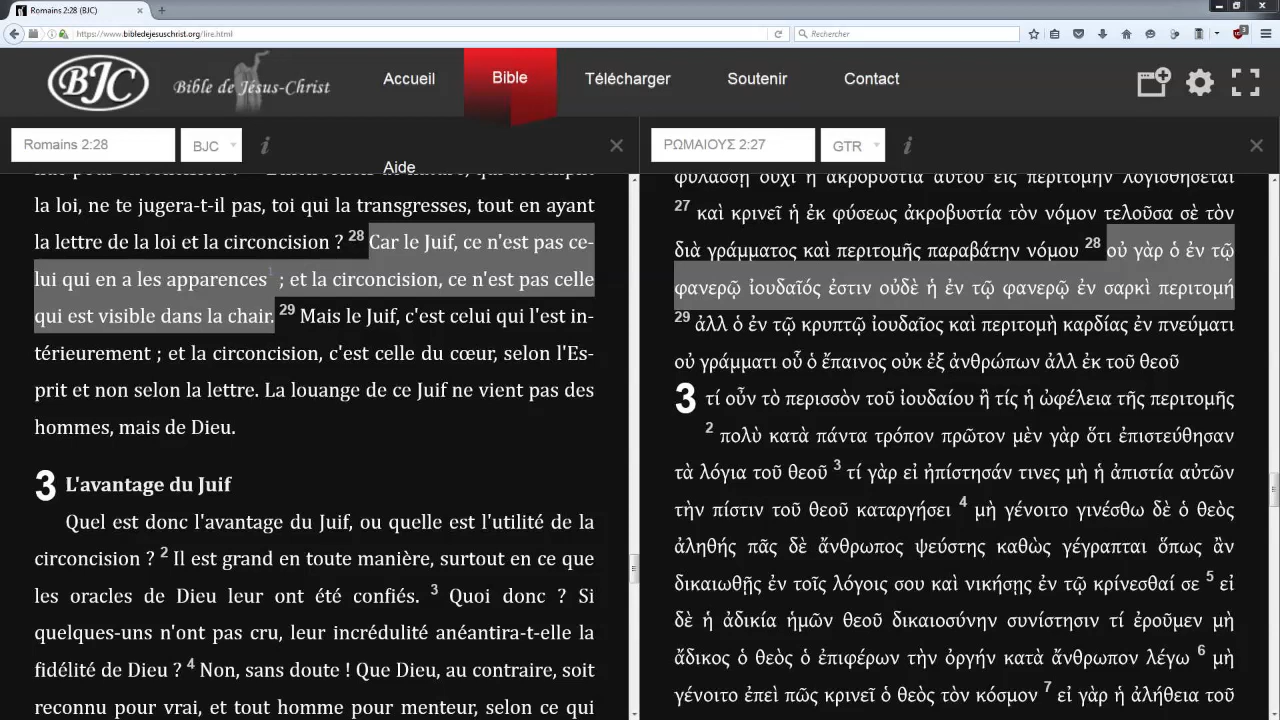 Romains 2:28 (BJC)
https://www.bibledejesuschrist.org/lire.html
Rechercher
BJC
Bible de Jésus-Christ
Accueil
Bible
Télécharger
Soutenir
Contact
Romains 2:28
BJC
i
Aide
ΡΩΜΑΙΟΥΣ 2:27
GTR
i
la loi, ne te jugera-t-il pas, toi qui la transgresses, tout en ayant
la lettre de la loi et la circoncision ? 28 Car le Juif, ce n'est pas ce-
lui qui en a les apparences ; et la circoncision, ce n'est pas celle
qui est visible dans la chair. 29 Mais le Juif, c'est celui qui l'est in-
térieurement ; et la circoncision, c'est celle du cœur, selon l'Es-
prit et non selon la lettre. La louange de ce Juif ne vient pas des
hommes, mais de Dieu.
3 L'avantage du Juif
Quel est donc l'avantage du Juif, ou quelle est l'utilité de la
circoncision ? 2 Il est grand en toute manière, surtout en ce que
les oracles de Dieu leur ont été confiés. 3 Quoi donc ? Si
quelques-uns n'ont pas cru, leur incrédulité anéantira-t-elle la
fidélité de Dieu ? 4 Non, sans doute ! Que Dieu, au contraire, soit
reconnu pour vrai, et tout homme pour menteur, selon ce qui
φυλάσσῃ οὐχὶ ἡ ἀκροβυστία αὐτοῦ εἰς περιτομὴν λογισθήσεται
27 καὶ κρινεῖ ἡ ἐκ φύσεως ἀκροβυστία τὸν νόμον τελοῦσα σὲ τὸν
διὰ γράμματος καὶ περιτομῆς παραβάτην νόμου 28 οὐ γὰρ ὁ ἐν τῷ
φανερῷ ἰουδαῖός ἐστιν οὐδὲ ἡ ἐν τῷ φανερῷ ἐν σαρκὶ περιτομή
29 ἀλλ ὁ ἐν τῷ κρυπτῷ ἰουδαῖος καὶ περιτομὴ καρδίας ἐν πνεύματι
οὐ γράμματι οὗ ὁ ἔπαινος οὐκ ἐξ ἀνθρώπων ἀλλ ἐκ τοῦ θεοῦ
3 τί οὖν τὸ περισσὸν τοῦ ἰουδαίου ἢ τίς ἡ ὠφέλεια τῆς περιτομῆς
2 πολὺ κατὰ πάντα τρόπον πρῶτον μὲν γὰρ ὅτι ἐπιστεύθησαν
τὰ λόγια τοῦ θεοῦ 3 τί γὰρ εἰ ἠπίστησάν τινες μὴ ἡ ἀπιστία αὐτῶν
τὴν πίστιν τοῦ θεοῦ καταργήσει 4 μὴ γένοιτο γινέσθω δὲ ὁ θεὸς
ἀληθής πᾶς δὲ ἄνθρωπος ψεύστης καθὼς γέγραπται ὅπως ἂν
δικαιωθῇς ἐν τοῖς λόγοις σου καὶ νικήσῃς ἐν τῷ κρίνεσθαί σε 5 εἰ
δὲ ἡ ἀδικία ἡμῶν θεοῦ δικαιοσύνην συνίστησιν τί ἐροῦμεν μὴ
ἄδικος ὁ θεὸς ὁ ἐπιφέρων τὴν ὀργήν κατὰ ἄνθρωπον λέγω 6 μὴ
γένοιτο ἐπεὶ πῶς κρινεῖ ὁ θεὸς τὸν κόσμον 7 εἰ γὰρ ἡ ἀλήθεια τοῦ